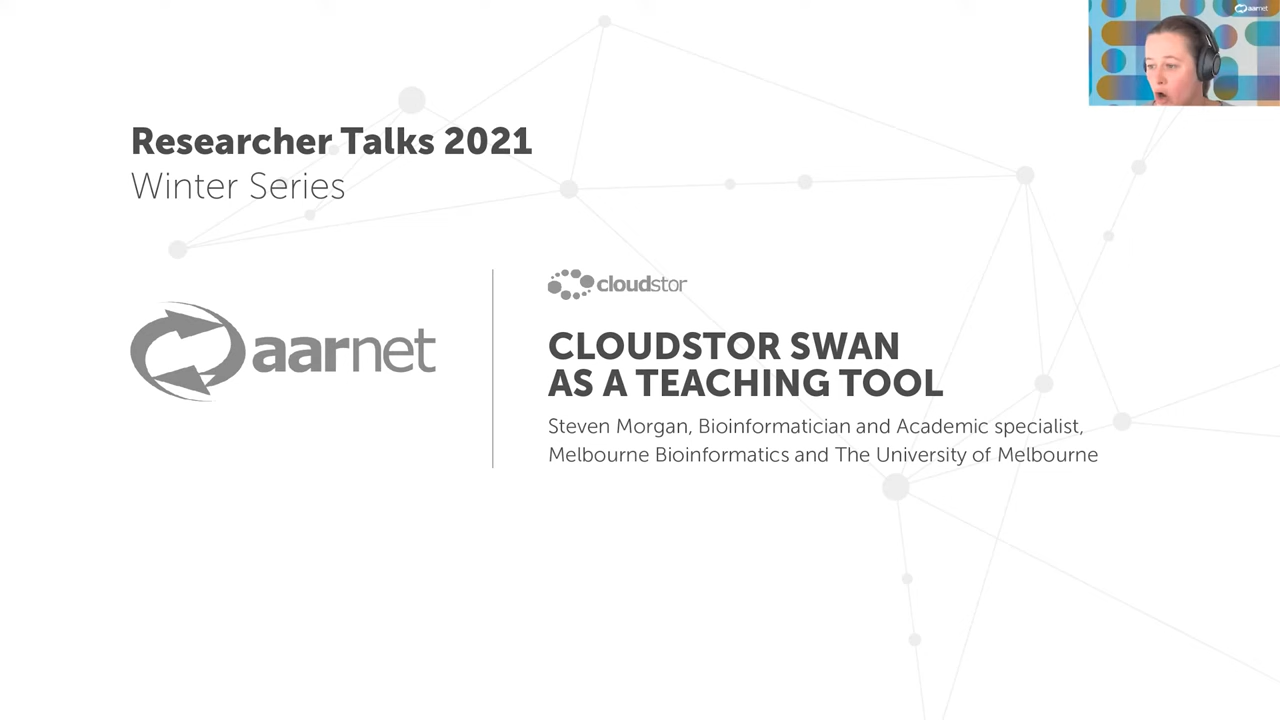 aarnet
Researcher Talks 2021
Winter Series
cloudstor
aarnet
CLOUDSTOR SWAN
AS A TEACHING TOOL
Steven Morgan, Bioinformatician and Academic specialist,
Melbourne Bioinformatics and The University of Melbourne